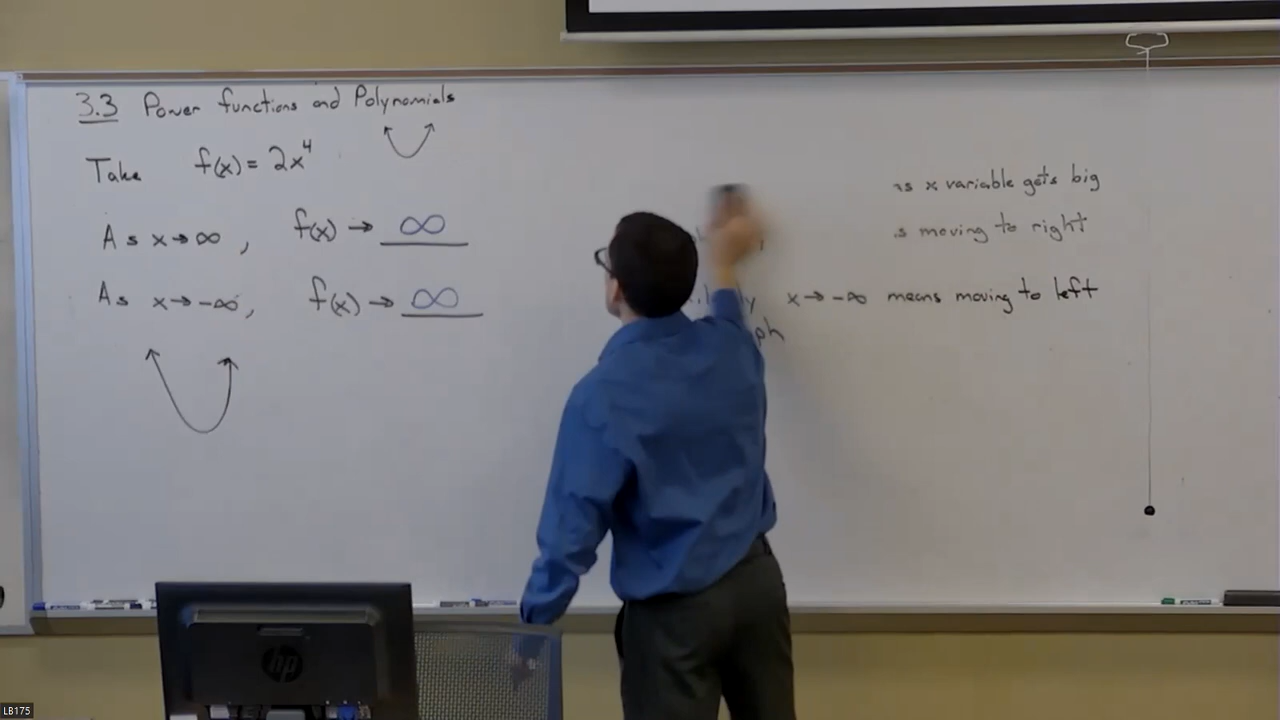 3.3 Power functions and Polynomials
Take f(x) = 2x⁴
As x→∞, f(x) → ∞
As x→-∞, f(x) → ∞
x variable gets big
moving to right
x→-∞ means moving to left
hp
LB175